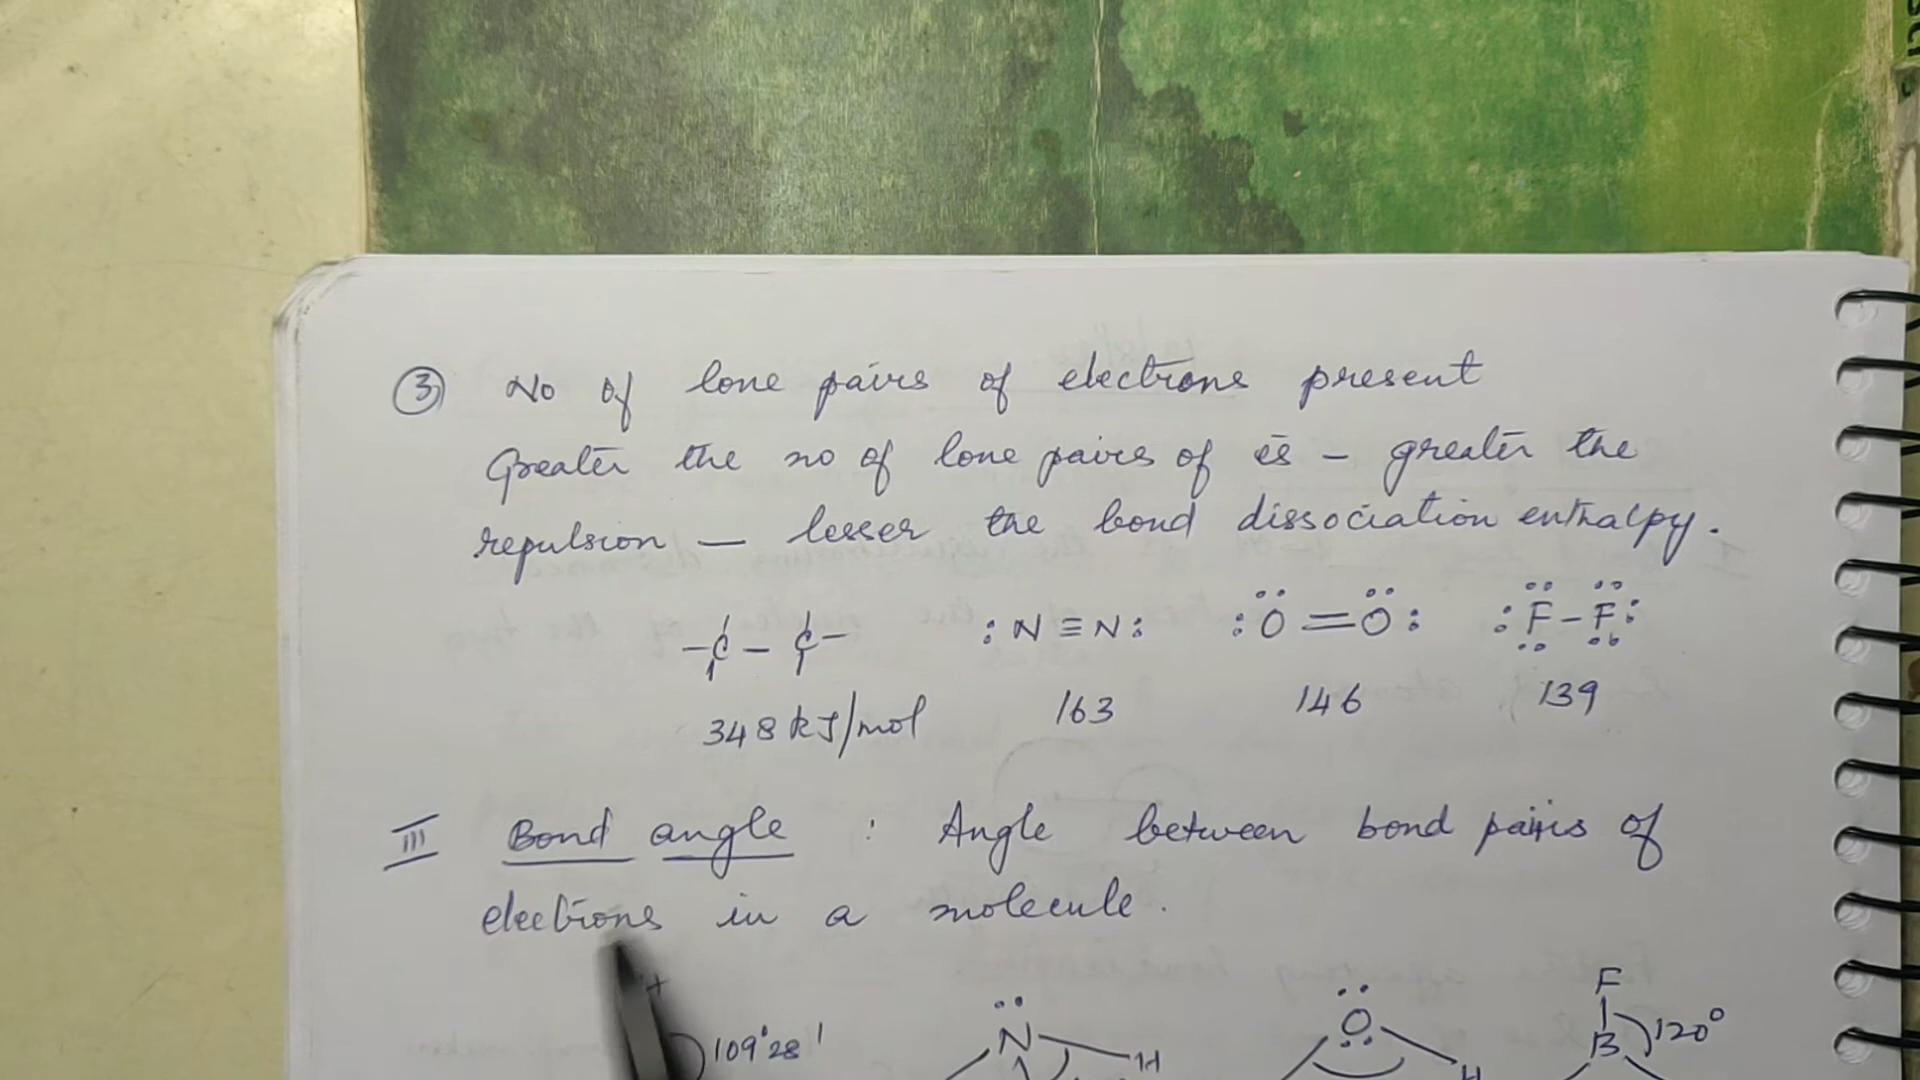 ③ No of lone pairs of electrons present
Greater the no of lone pairs of ēs - greater the
repulsion — lesser the bond dissociation enthalpy.
-C-C- :N≡N: :O=O: :F-F:
348 kJ/mol 163 146 139
III Bond angle : Angle between bond pairs of
electrons in a molecule.
F
109°28' N H O H B 120°